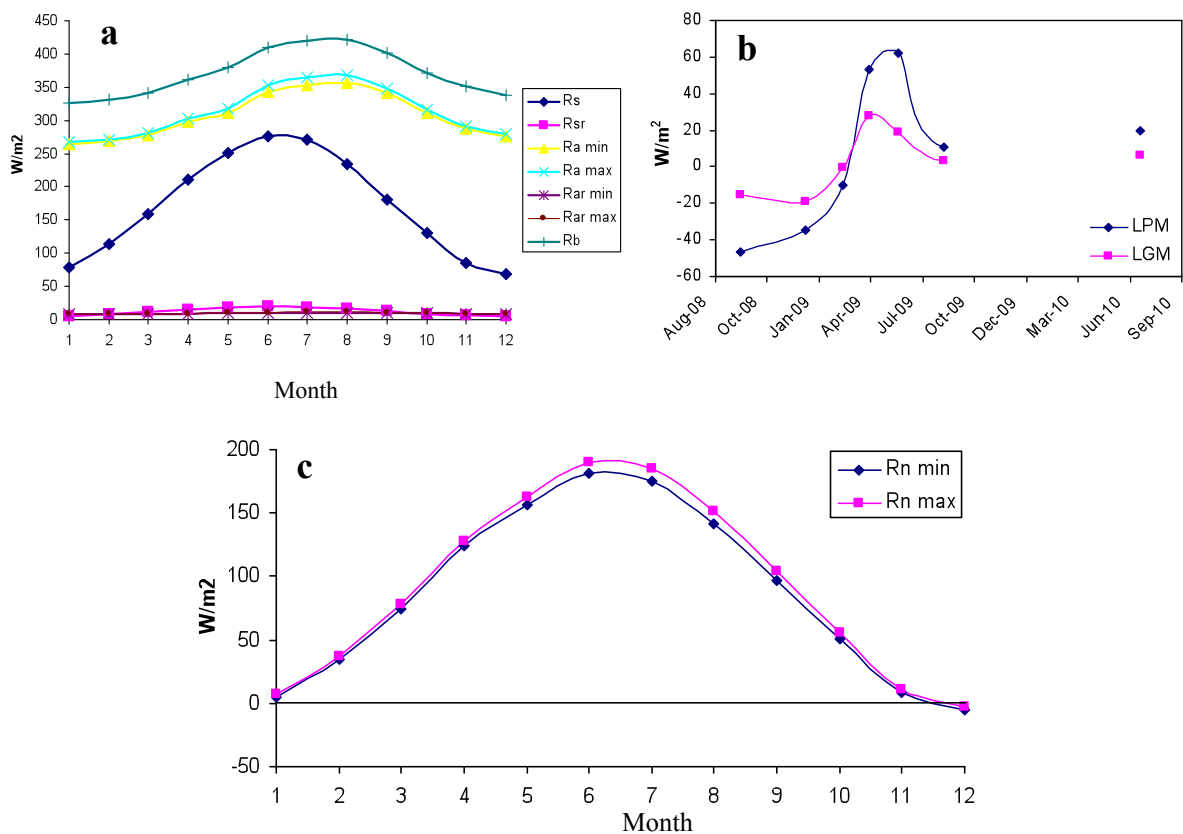 a
W/m2
450
400
350
300
250
200
150
100
50
0
1 2 3 4 5 6 7 8 9 10 11 12
Month
Rs
Rsr
Ra min
Ra max
Rar min
Rar max
Rb
b
W/m²
80
60
40
20
0
-20
-40
-60
Aug-08 Oct-08 Jan-09 Apr-09 Jul-09 Oct-09 Dec-09 Mar-10 Jun-10 Sep-10
LPM
LGM
c
W/m2
200
150
100
50
0
-50
1 2 3 4 5 6 7 8 9 10 11 12
Month
Rn min
Rn max